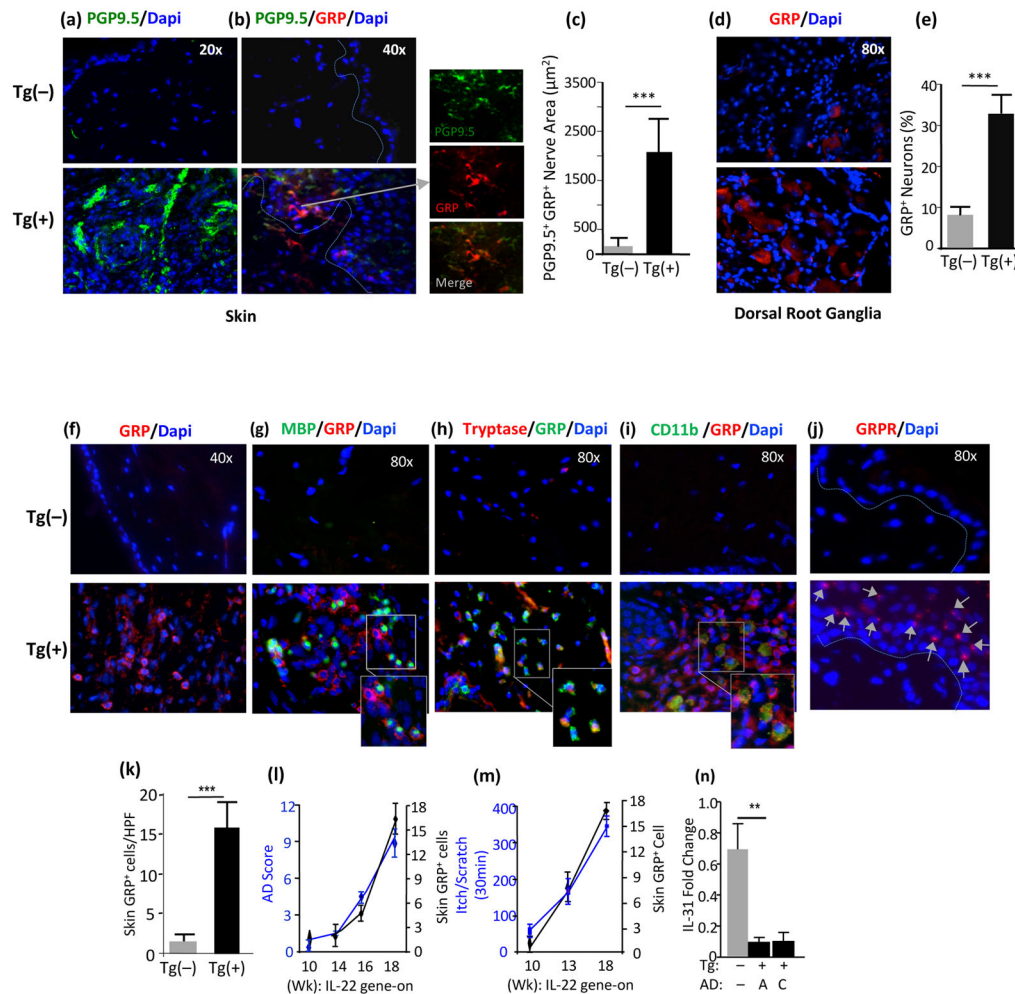 (a) PGP9.5/Dapi
(b) PGP9.5/GRP/Dapi
20x
40x
Tg(–)
Tg(+)
PGP9.5
GRP
Merge
Skin
(c)
PGP9.5+ GRP+ Nerve Area (µm²)
3500
2500
1500
500
0
***
Tg(–) Tg(+)
(d)
GRP/Dapi
80x
Dorsal Root Ganglia
(e)
GRP+ Neurons (%)
40
30
20
10
0
***
Tg(–) Tg(+)
(f) GRP/Dapi
40x
(g) MBP/GRP/Dapi
80x
(h) Tryptase/GRP/Dapi
80x
(i) CD11b /GRP/Dapi
80x
(j) GRPR/Dapi
80x
Tg(–)
Tg(+)
(k)
Skin GRP+ cells/HPF
20
15
10
5
0
***
Tg(–) Tg(+)
(l)
AD Score
12
9
6
3
0
18
15
12
9
6
3
0
Skin GRP+ cells
10 14 16 18
(Wk): IL-22 gene-on
(m)
Itch/Scratch
(30min)
400
300
200
100
0
18
15
12
9
6
3
0
Skin GRP+ Cell
10 13 18
(Wk): IL-22 gene-on
(n)
IL-31 Fold Change
1.0
0.8
0.6
0.4
0.2
0
**
Tg: – + +
AD: – A C